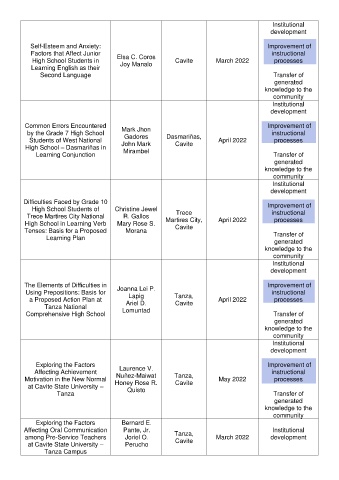 Institutional
development
Self-Esteem and Anxiety:
Factors that Affect Junior
High School Students in
Learning English as their
Second Language
Elsa C. Coros
Joy Manalo
Cavite
March 2022
Improvement of
instructional
processes
Transfer of
generated
knowledge to the
community
Institutional
development
Common Errors Encountered
by the Grade 7 High School
Students of West National
High School – Dasmariñas in
Learning Conjunction
Mark Jhon
Gadores
John Mark
Mirambel
Dasmariñas,
Cavite
April 2022
Improvement of
instructional
processes
Transfer of
generated
knowledge to the
community
Institutional
development
Difficulties Faced by Grade 10
High School Students of
Trece Martires City National
High School in Learning Verb
Tenses: Basis for a Proposed
Learning Plan
Christine Jewel
R. Gallos
Mary Rose S.
Morana
Trece
Martires City,
Cavite
April 2022
Improvement of
instructional
processes
Transfer of
generated
knowledge to the
community
Institutional
development
The Elements of Difficulties in
Using Prepositions: Basis for
a Proposed Action Plan at
Tanza National
Comprehensive High School
Joanna Lei P.
Lapig
Ariel D.
Lomuntad
Tanza,
Cavite
April 2022
Improvement of
instructional
processes
Transfer of
generated
knowledge to the
community
Institutional
development
Exploring the Factors
Affecting Achievement
Motivation in the New Normal
at Cavite State University –
Tanza
Laurence V.
Nuñez-Maiwat
Honey Rose R.
Quisto
Tanza,
Cavite
May 2022
Improvement of
instructional
processes
Transfer of
generated
knowledge to the
community
Exploring the Factors
Affecting Oral Communication
among Pre-Service Teachers
at Cavite State University –
Tanza Campus
Bernard E.
Pante, Jr.
Joriel O.
Perucho
Tanza,
Cavite
March 2022
Institutional
development